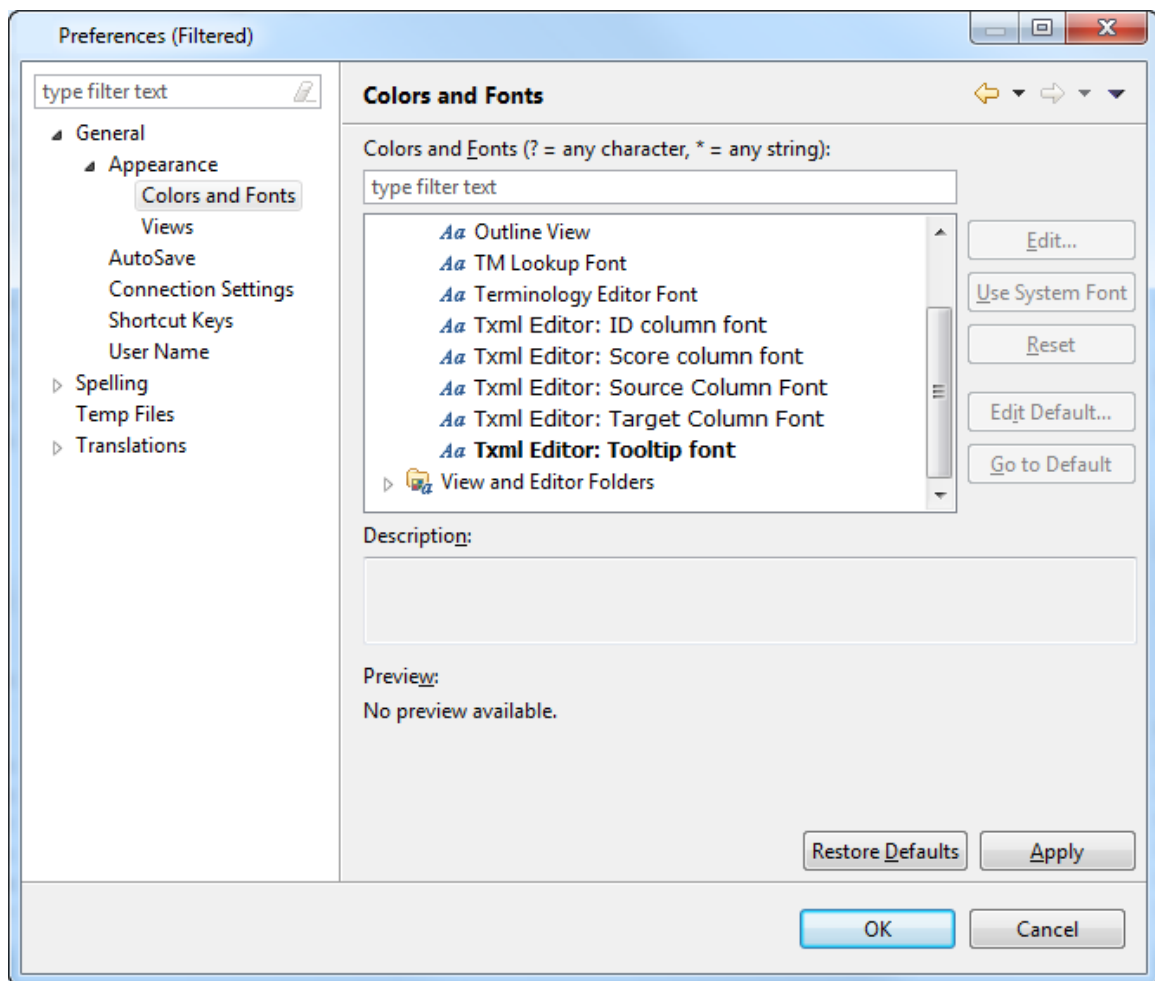 Preferences (Filtered)
type filter text
General
Appearance
Colors and Fonts
Views
AutoSave
Connection Settings
Shortcut Keys
User Name
Spelling
Temp Files
Translations
Colors and Fonts
Colors and Fonts (? = any character, * = any string):
type filter text
Aa Outline View
Aa TM Lookup Font
Aa Terminology Editor Font
Aa Txml Editor: ID column font
Aa Txml Editor: Score column font
Aa Txml Editor: Source Column Font
Aa Txml Editor: Target Column Font
Aa Txml Editor: Tooltip font
View and Editor Folders
Edit...
Use System Font
Reset
Edit Default...
Go to Default
Description:
Preview:
No preview available.
Restore Defaults
Apply
OK
Cancel